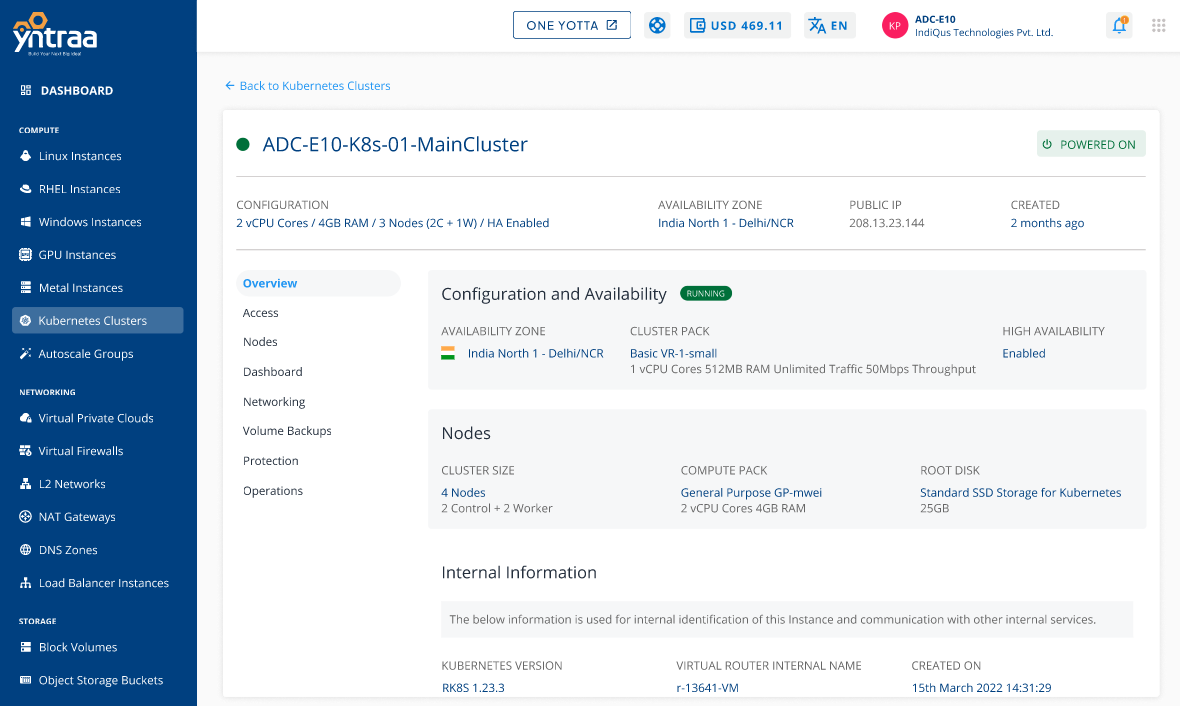 yntraa
Build Your Next Big Idea!
ONE YOTTA
USD 469.11
EN
KP
ADC-E10
IndiQus Technologies Pvt. Ltd.
DASHBOARD
COMPUTE
Linux Instances
RHEL Instances
Windows Instances
GPU Instances
Metal Instances
Kubernetes Clusters
Autoscale Groups
NETWORKING
Virtual Private Clouds
Virtual Firewalls
L2 Networks
NAT Gateways
DNS Zones
Load Balancer Instances
STORAGE
Block Volumes
Object Storage Buckets
Back to Kubernetes Clusters
ADC-E10-K8s-01-MainCluster
POWERED ON
CONFIGURATION
2 vCPU Cores / 4GB RAM / 3 Nodes (2C + 1W) / HA Enabled
AVAILABILITY ZONE
India North 1 - Delhi/NCR
PUBLIC IP
208.13.23.144
CREATED
2 months ago
Overview
Access
Nodes
Dashboard
Networking
Volume Backups
Protection
Operations
Configuration and Availability
RUNNING
AVAILABILITY ZONE
India North 1 - Delhi/NCR
CLUSTER PACK
Basic VR-1-small
1 vCPU Cores 512MB RAM Unlimited Traffic 50Mbps Throughput
HIGH AVAILABILITY
Enabled
Nodes
CLUSTER SIZE
4 Nodes
2 Control + 2 Worker
COMPUTE PACK
General Purpose GP-mwei
2 vCPU Cores 4GB RAM
ROOT DISK
Standard SSD Storage for Kubernetes
25GB
Internal Information
The below information is used for internal identification of this Instance and communication with other internal services.
KUBERNETES VERSION
RK8S 1.23.3
VIRTUAL ROUTER INTERNAL NAME
r-13641-VM
CREATED ON
15th March 2022 14:31:29